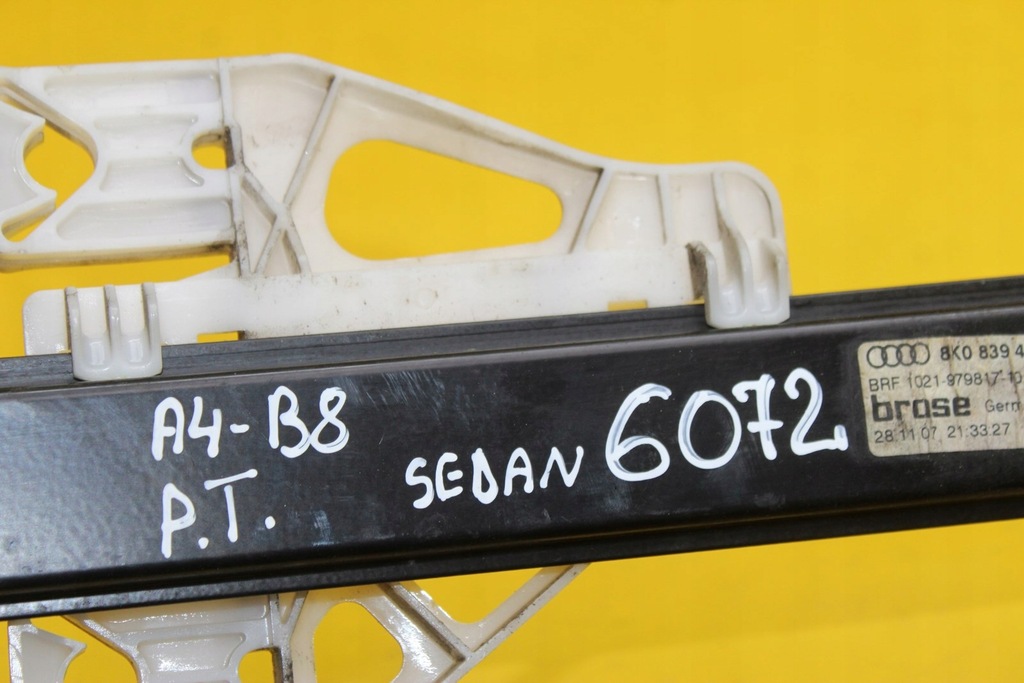 A4-B8
P.T.
SEDAN 6072
8K0 839 4
BRF 1021-979817-10
brose Germ
28.11.07 21:33.27